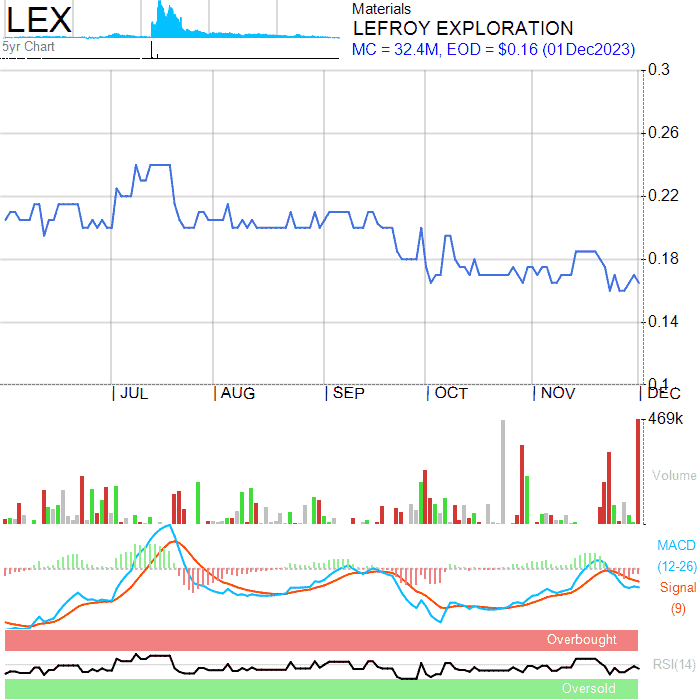 LEX
5yr Chart
Materials
LEFROY EXPLORATION
MC = 32.4M, EOD = $0.16 (01Dec2023)
0.3
0.26
0.22
0.18
0.14
0.1
JUL
AUG
SEP
OCT
NOV
DEC
469k
Volume
MACD
(12-26)
Signal
(9)
Overbought
RSI(14)
Oversold